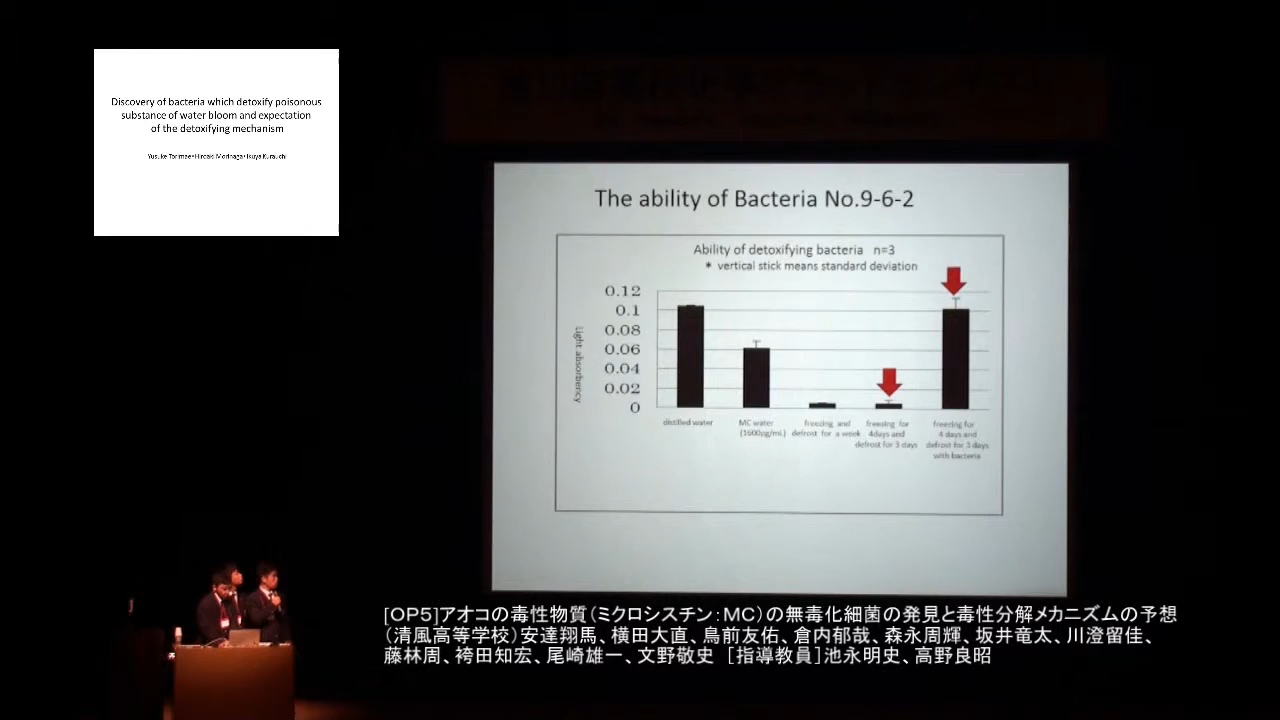 Discovery of bacteria which detoxify poisonous
substance of water bloom and expectation
of the detoxifying mechanism
Yusuke Torimae・Hiroaki Morinaga・Ikuya Kurauchi
The ability of Bacteria No.9-6-2
Ability of detoxifying bacteria n=3
* vertical stick means standard deviation
0.12
0.1
0.08
0.06
0.04
0.02
0
Light absorbency
distilled water
MC water
(1600pg/mL)
freezing and
defrost for a week
freezing for
4days and
defrost for 3 days
freezing for
4 days and
defrost for 3 days
with bacteria
[OP5]アオコの毒性物質(ミクロシスチン:MC)の無毒化細菌の発見と毒性分解メカニズムの予想
(清風高等学校)安達翔馬、横田大直、鳥前友佑、倉内郁哉、森永周輝、坂井竜太、川澄留佳、
藤林周、袴田知宏、尾崎雄一、文野敬史 [指導教員]池永明史、高野良昭